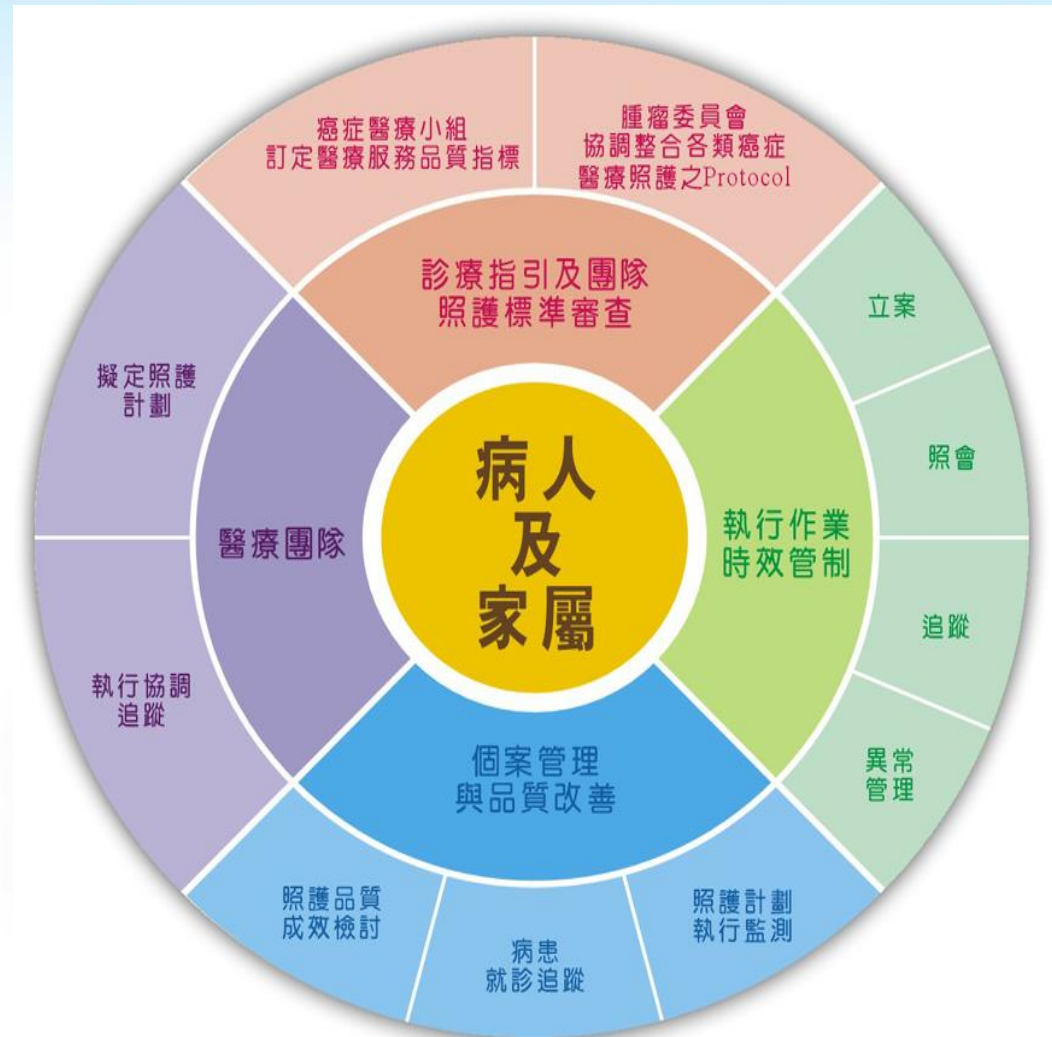 癌症醫療小組
訂定醫療服務品質指標
腫瘤委員會
協調整合各類癌症
醫療照護之Protocol
診療指引及團隊
照護標準審查
立案
照會
追蹤
異常
管理
執行作業
時效管制
擬定照護
計劃
執行協調
追蹤
醫療團隊
病人
及
家屬
個案管理
與品質改善
照護品質
成效檢討
病患
就診追蹤
照護計劃
執行監測